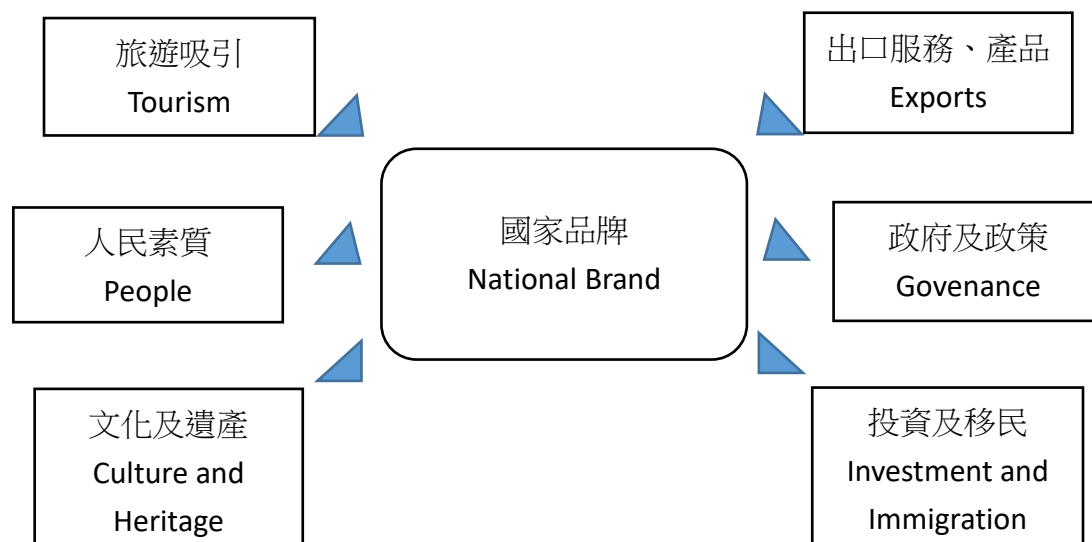 旅遊吸引
Tourism
出口服務、產品
Exports
人民素質
People
國家品牌
National Brand
政府及政策
Govenance
文化及遺產
Culture and
Heritage
投資及移民
Investment and
Immigration